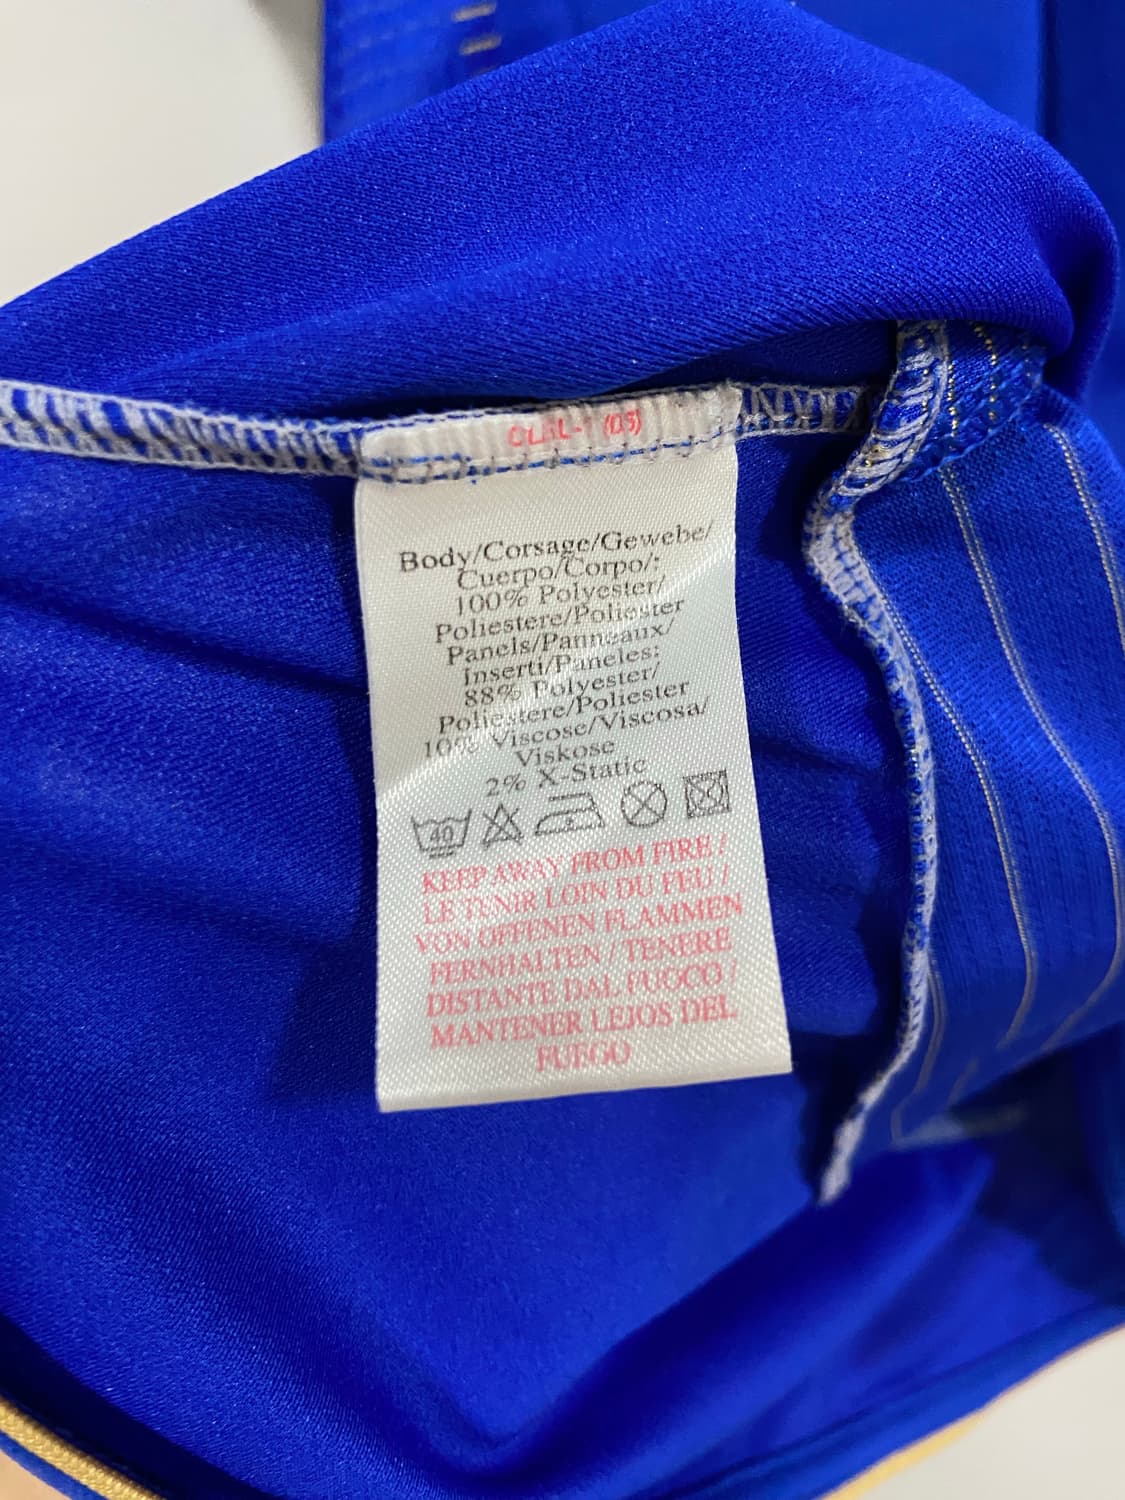 (05)
Body/Corsage/Gewebe/
Cuerpo/Corpo/:
100% Polyester/
Poliestere/Poliester
Panels/Panneaux/
Inserti/Paneles:
88% Polyester/
Poliestere/Poliester
10% Viscose/Viscosa/
Viskose
2% X-Static
40
KEEP AWAY FROM FIRE /
LE TENIR LOIN DU FEU /
VON OFFENEN FLAMMEN
FERNHALTEN / TENERE
DISTANTE DAL FUOCO /
MANTENER LEJOS DEL
FUEGO